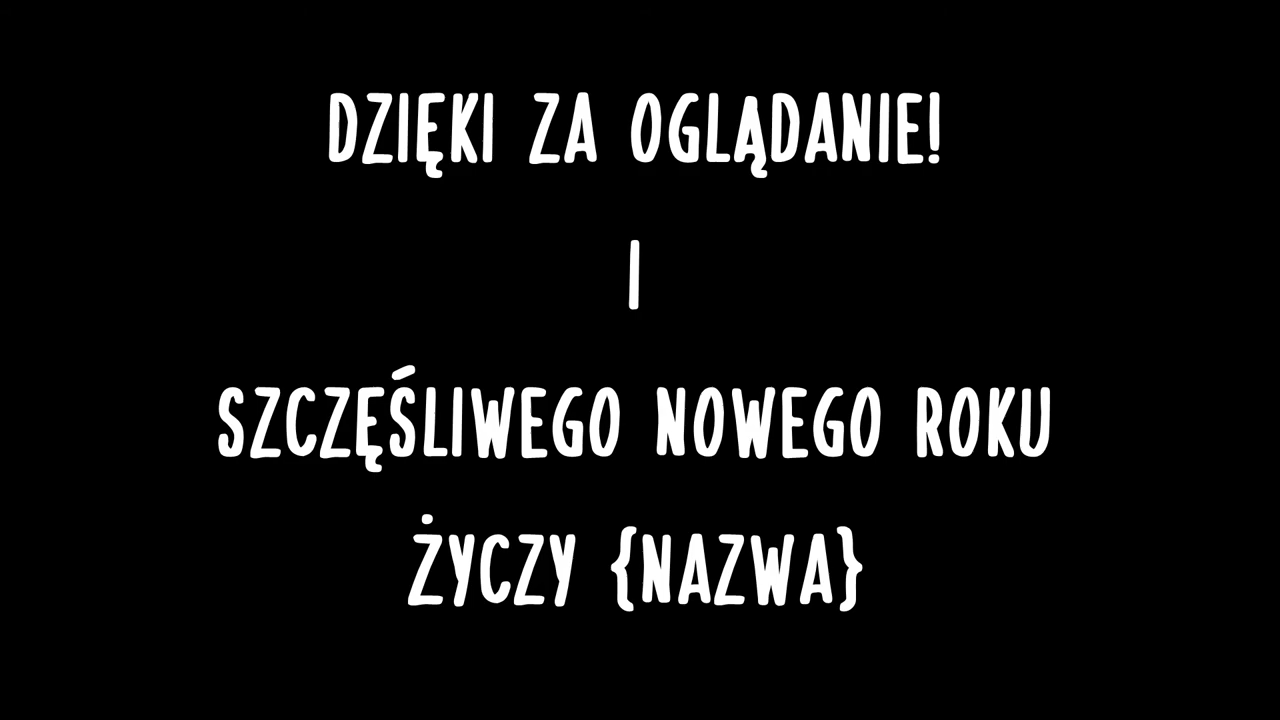 DZIĘKI ZA OGLĄDANIE!
I
SZCZĘŚLIWEGO NOWEGO ROKU
ŻYCZY {NAZWA}